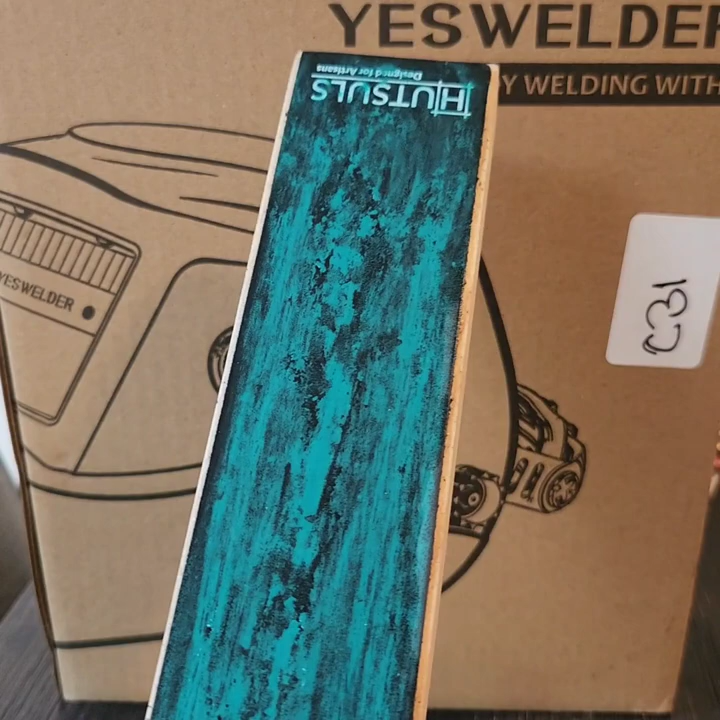 YESWELDER
Y WELDING WITH
HUTSULS
Designed for Artisans
YESWELDER
C31